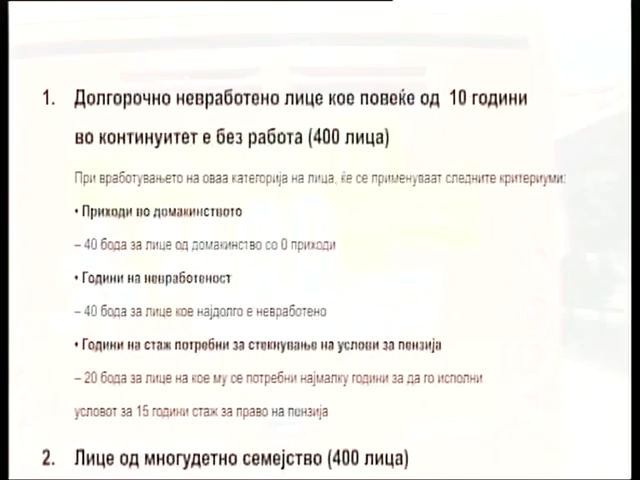 1. Долгорочно невработено лице кое повеќе од 10 години
во континуитет е без работа (400 лица)
При вработувањето на оваа категорија на лица, ќе се применуваат следните критериуми:
• Приходи во домакинството
– 40 бода за лице од домакинство со 0 приходи
• Години на невработеност
– 40 бода за лице кое најдолго е невработено
• Години на стаж потребни за стекнување на услови за пензија
– 20 бода за лице на кое му се потребни најмалку години за да го исполни
условот за 15 години стаж за право на пензија
2. Лице од многудетно семејство (400 лица)